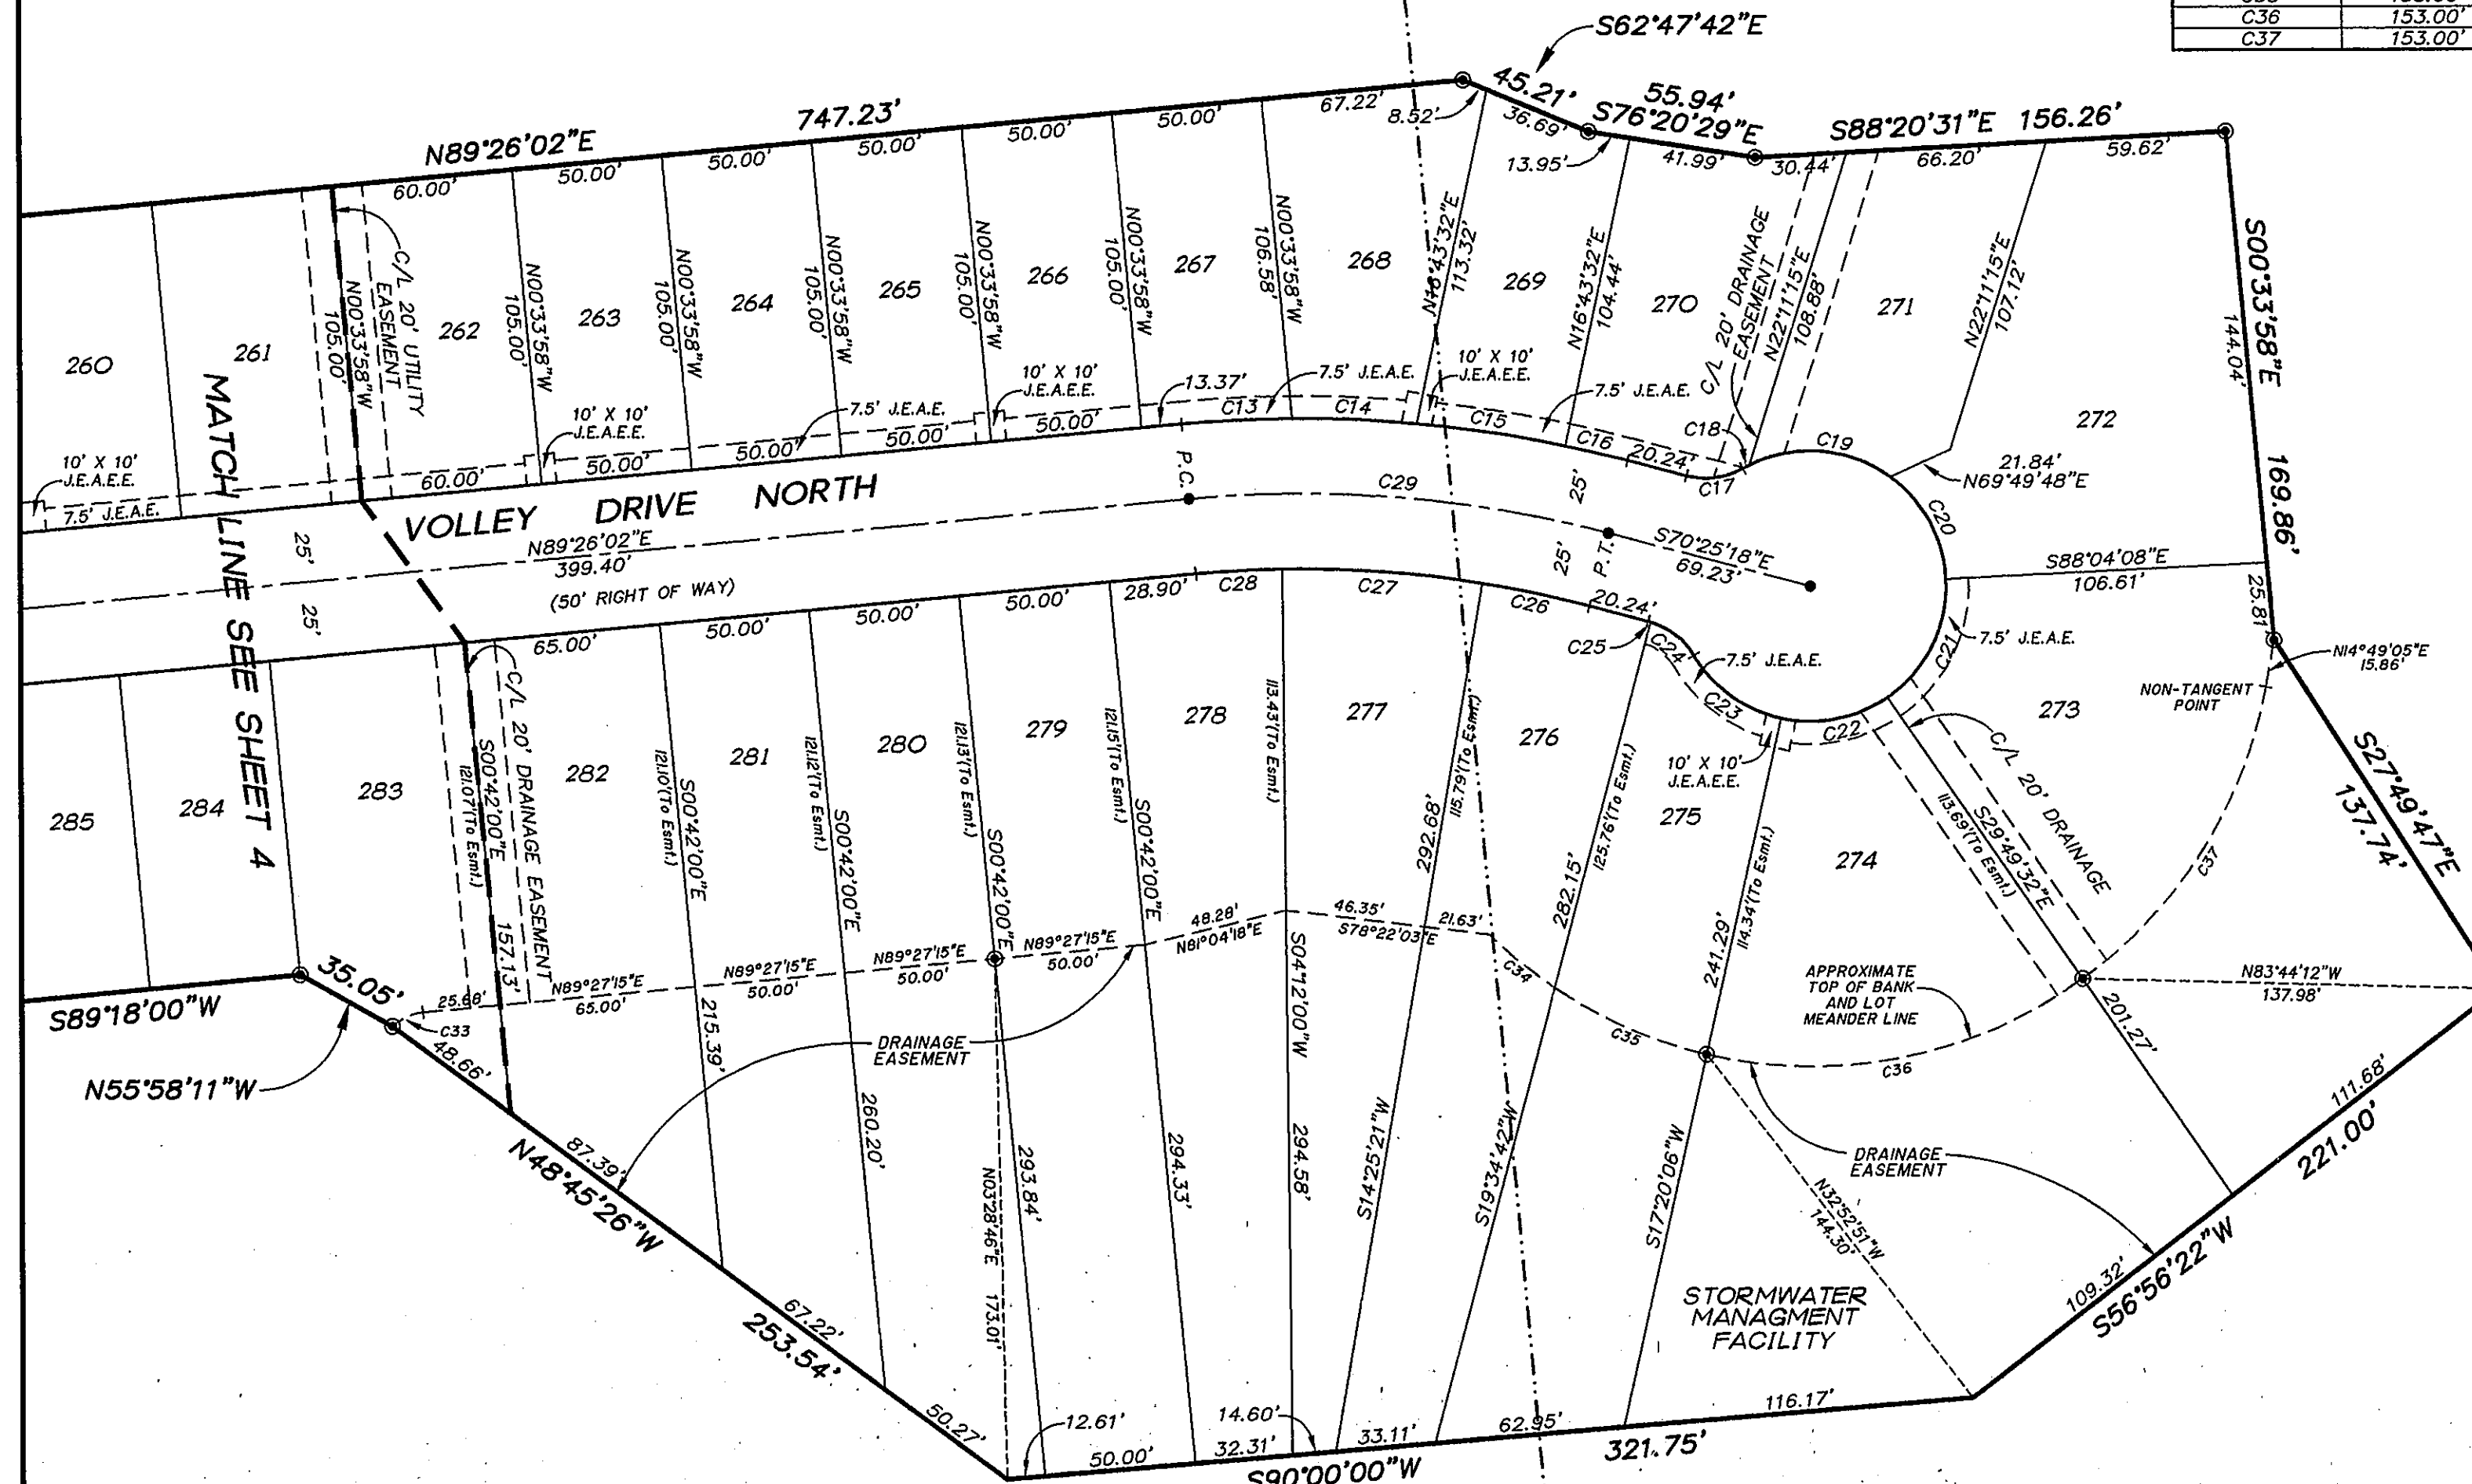 C36 153.00'
C37 153.00'
S62°47'42"E
45.21'
55.94'
S76°20'29"E
S88°20'31"E 156.26'
747.23'
N89°26'02"E
60.00'
50.00'
50.00'
50.00'
50.00'
50.00'
67.22'
8.52'
36.69'
13.95'
41.99'
30.44'
66.20'
59.62'
260
261
262
263
264
265
266
267
268
269
270
271
272
N00°33'58"W
105.00'
C/L 20' UTILITY
EASEMENT
N00°33'58"W
105.00'
N00°33'58"W
105.00'
N00°33'58"W
105.00'
N00°33'58"W
105.00'
N00°33'58"W
105.00'
N00°33'58"W
106.58'
N16°43'32"E
113.32'
N16°43'32"E
104.44'
C/L 20' DRAINAGE
EASEMENT
N22°11'15"E
108.88'
N22°11'15"E
107.12'
S00°33'58"E
144.04'
169.86'
25.81'
10' X 10'
J.E.A.E.E.
7.5' J.E.A.E.
10' X 10'
J.E.A.E.E.
7.5' J.E.A.E.
10' X 10'
J.E.A.E.E.
13.37'
7.5' J.E.A.E.
10' X 10'
J.E.A.E.E.
7.5' J.E.A.E.
60.00'
50.00'
50.00'
50.00'
50.00'
C13
C14
C15
C16
20.24'
C17
C18
C19
C20
21.84'
N69°49'48"E
MATCH LINE SEE SHEET 4
VOLLEY DRIVE NORTH
P.C.
C29
25'
25'
P.T.
S70°25'18"E
69.23'
N89°26'02"E
399.40'
(50' RIGHT OF WAY)
25'
25'
S88°04'08"E
106.61'
65.00'
50.00'
50.00'
50.00'
28.90'
C28
C27
C26
20.24'
C25
C24
7.5' J.E.A.E.
C23
C22
C21
7.5' J.E.A.E.
N14°49'05"E
15.86'
NON-TANGENT
POINT
10' X 10'
J.E.A.E.E.
285
284
283
282
281
280
279
278
277
276
275
274
273
C/L 20' DRAINAGE EASEMENT
S00°42'00"E
121.07'(To Esmt.)
157.13'
S00°42'00"E
121.10'(To Esmt.)
215.39'
S00°42'00"E
121.12'(To Esmt.)
260.20'
S00°42'00"E
121.13'(To Esmt.)
293.84'
S00°42'00"E
121.15'(To Esmt.)
294.33'
113.43'(To Esmt.)
S04°12'00"W
294.58'
115.79'(To Esmt.)
292.68'
S14°25'21"W
125.76'(To Esmt.)
282.15'
S19°34'42"W
114.34'(To Esmt.)
241.29'
S17°20'06"W
C/L 20' DRAINAGE
S29°49'32"E
113.69'(To Esmt.)
201.27'
C37
S27°49'47"E
137.74'
N83°44'12"W
137.98'
S89°18'00"W
35.05'
N55°58'11"W
25.68'
C33
48.66'
N89°27'15"E
65.00'
N89°27'15"E
50.00'
N89°27'15"E
50.00'
N89°27'15"E
50.00'
48.28'
N81°04'18"E
46.35'
21.63'
S78°22'03"E
C34
C35
C36
APPROXIMATE
TOP OF BANK
AND LOT
MEANDER LINE
DRAINAGE
EASEMENT
DRAINAGE
EASEMENT
87.39'
N48°45'26"W
67.22'
253.54'
50.27'
N03°28'46"E 173.01'
N32°52'51"W
144.30'
STORMWATER
MANAGMENT
FACILITY
111.68'
221.00'
109.32'
S56°56'22"W
12.61'
50.00'
32.31'
14.60'
33.11'
62.95'
116.17'
321.75'
S90°00'00"W